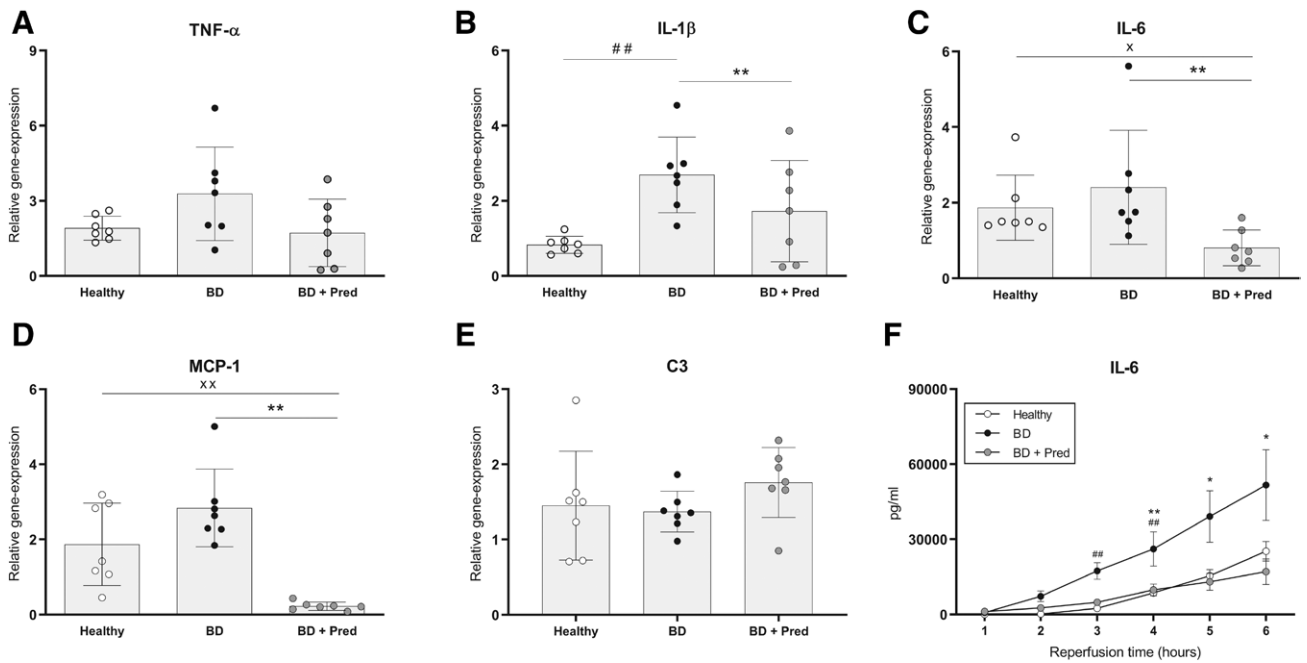 A
TNF-α
Relative gene-expression
9
6
3
0
Healthy
BD
BD + Pred
B
IL-1β
Relative gene-expression
6
4
2
0
##
**
Healthy
BD
BD + Pred
C
IL-6
Relative gene-expression
6
4
2
0
x
**
Healthy
BD
BD + Pred
D
MCP-1
Relative gene-expression
6
4
2
0
xx
**
Healthy
BD
BD + Pred
E
C3
Relative gene-expression
3
2
1
0
Healthy
BD
BD + Pred
F
IL-6
pg/ml
90000
60000
30000
0
Healthy
BD
BD + Pred
##
**
##
*
*
1 2 3 4 5 6
Reperfusion time (hours)